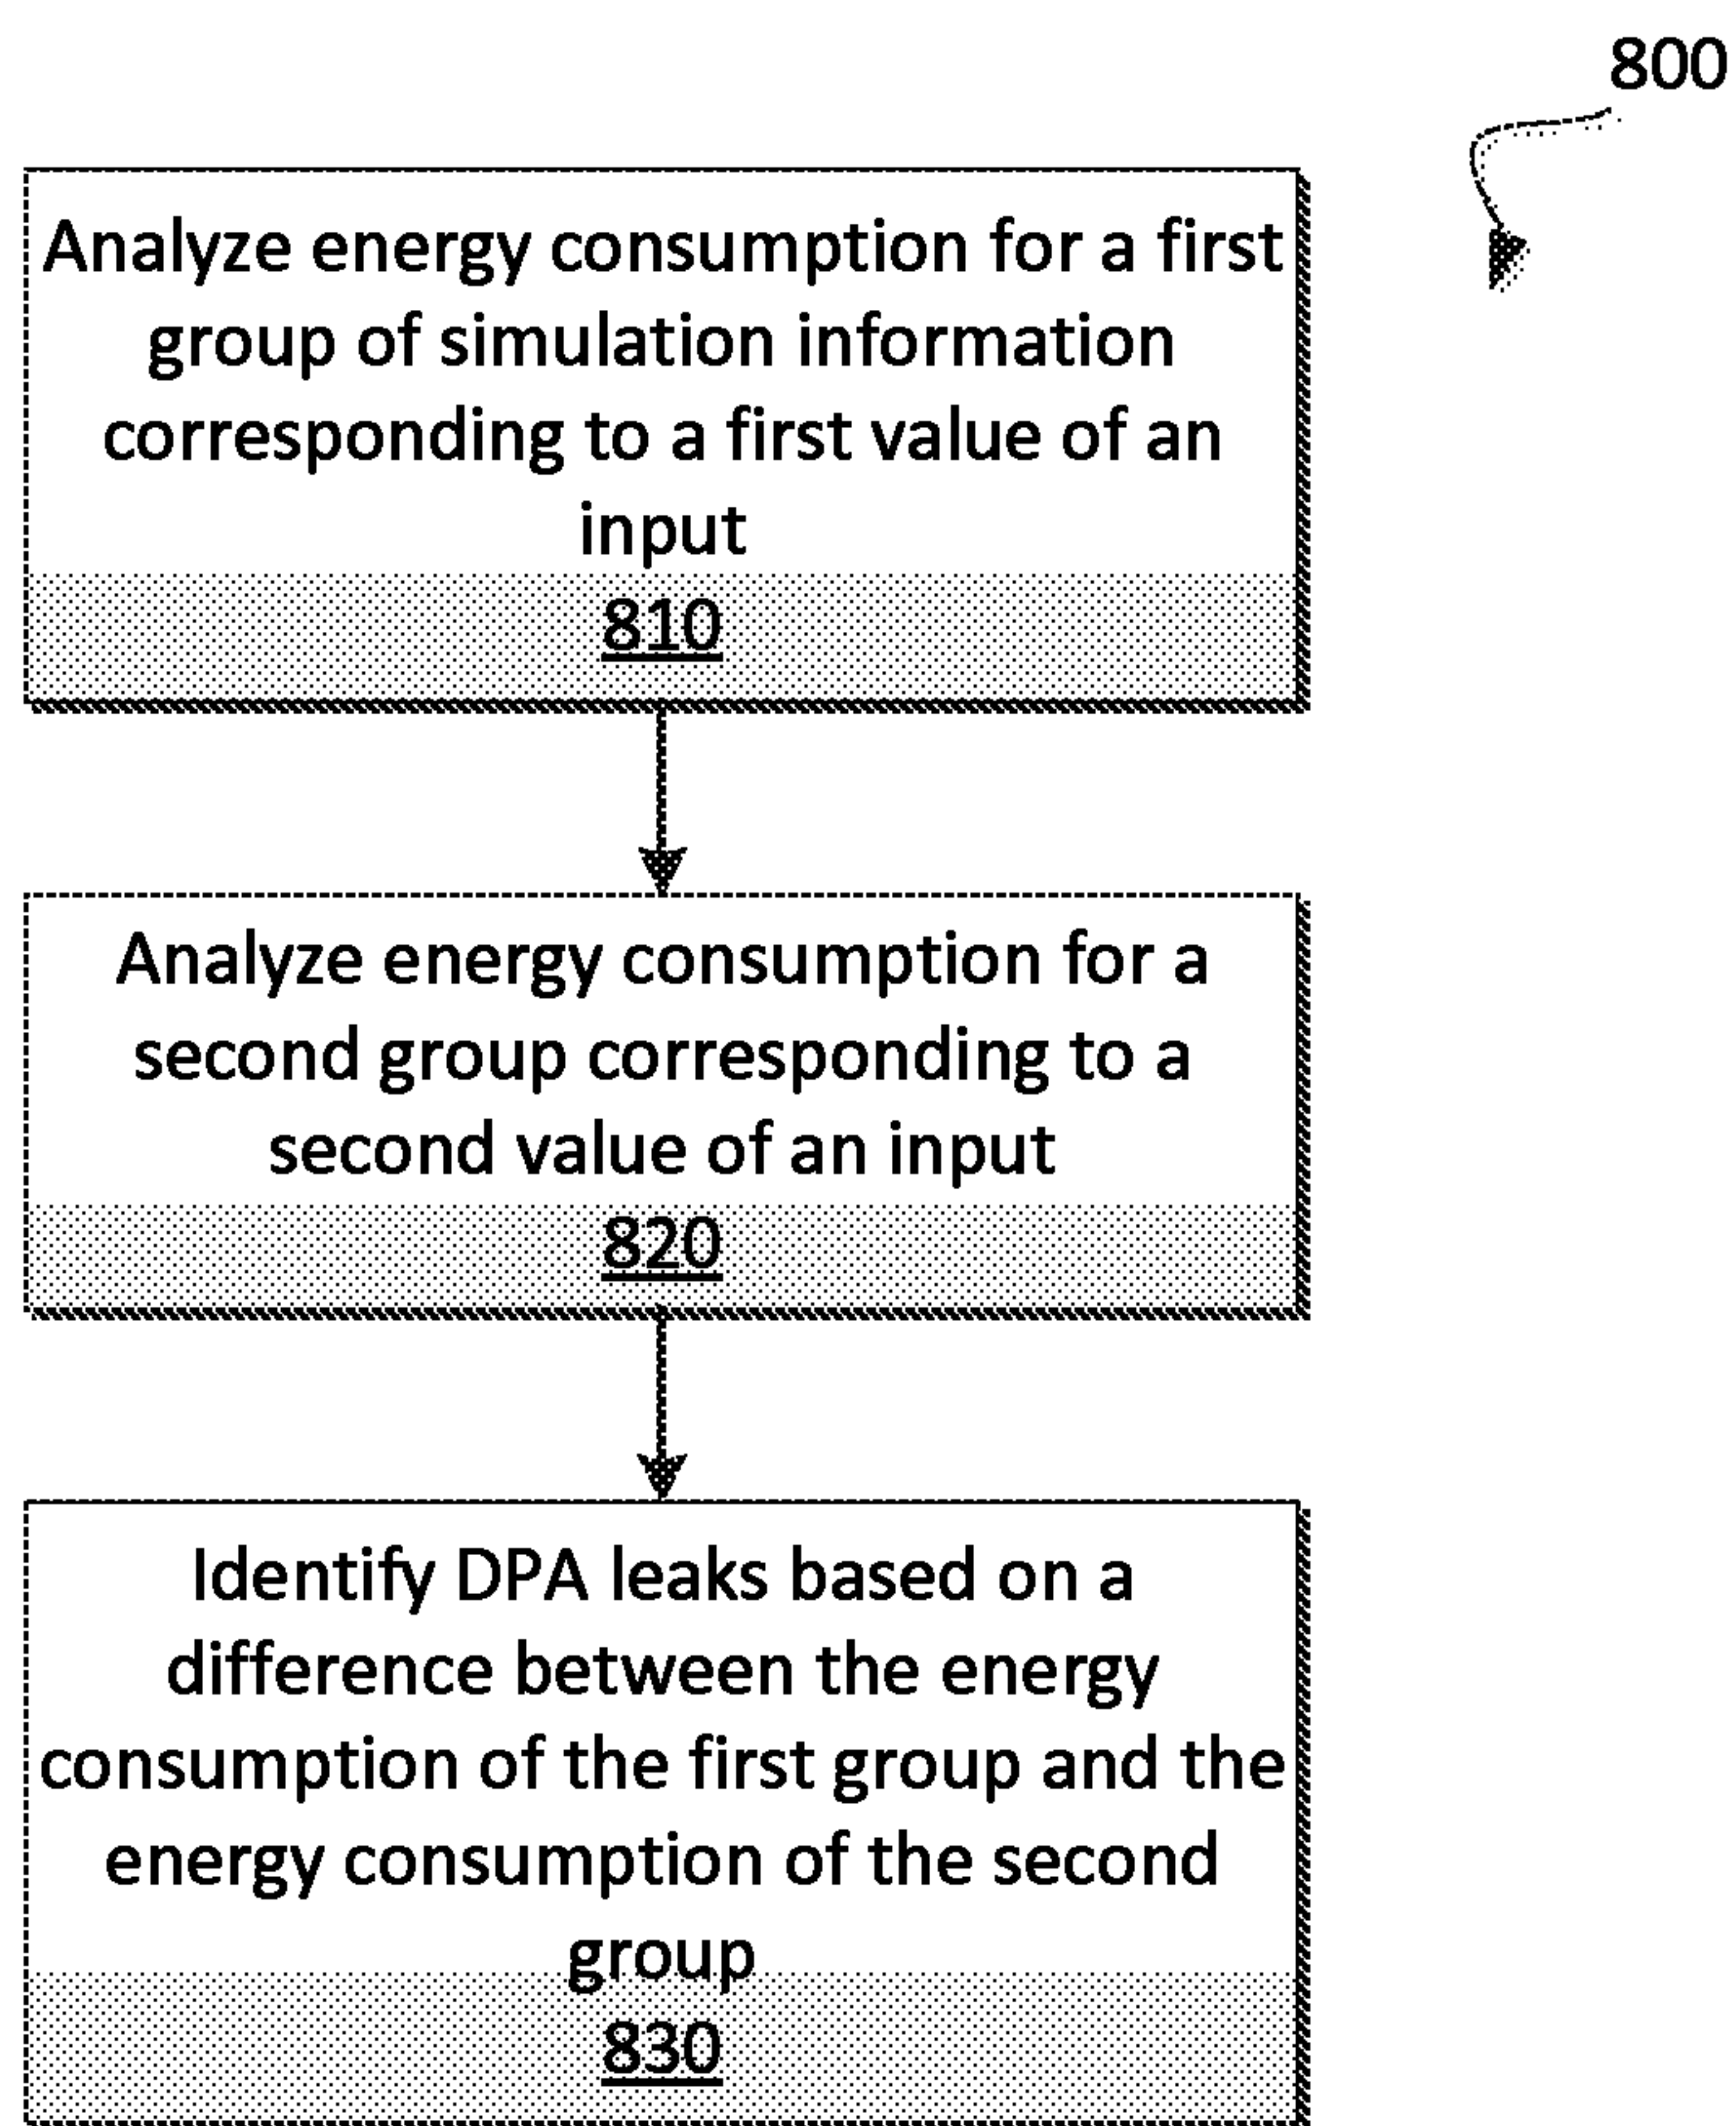 800
Analyze energy consumption for a first
group of simulation information
corresponding to a first value of an
input
810
Analyze energy consumption for a
second group corresponding to a
second value of an input
820
Identify DPA leaks based on a
difference between the energy
consumption of the first group and the
energy consumption of the second
group
830